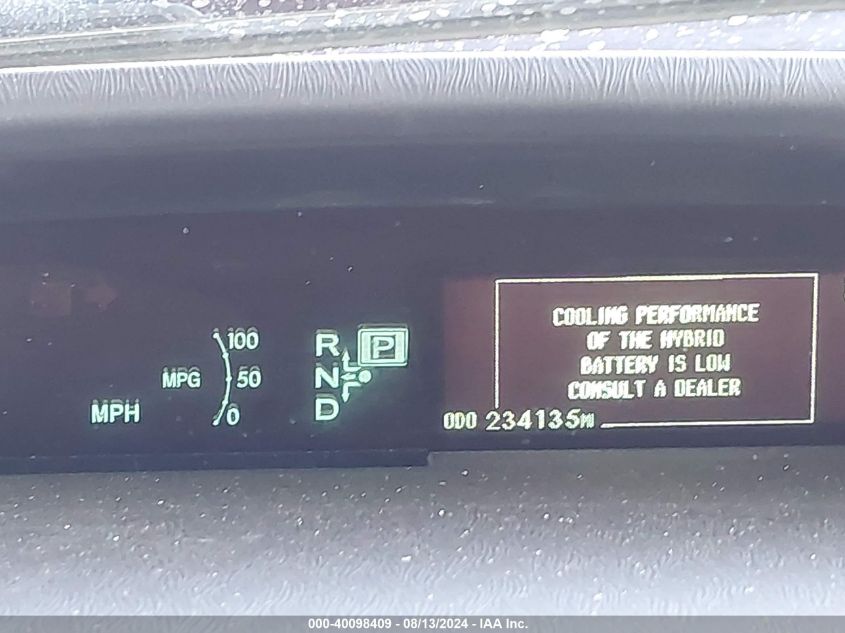 100
MPG 50
0
MPH
R P
N
D
COOLING PERFORMANCE
OF THE HYBRID
BATTERY IS LOW
CONSULT A DEALER
ODO 234135MI
000-40098409 - 08/13/2024 - IAA Inc.